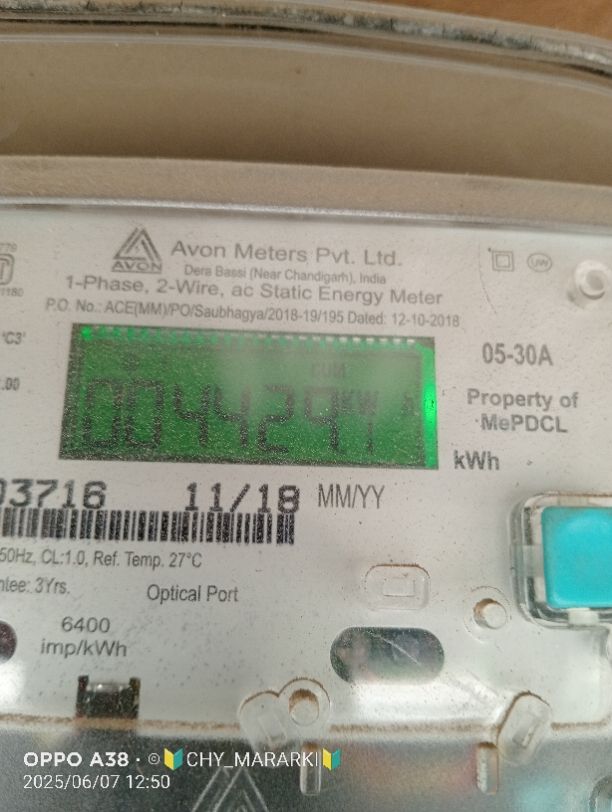 Avon Meters Pvt. Ltd.
AVON
Dera Bassi (Near Chandigarh), India
1-Phase, 2-Wire, ac Static Energy Meter
P.O. No.: ACE(MM)/PO/Saubhagya/2018-19/195 Dated: 12-10-2018
CUM
004429 kWh
05-30A
Property of
MePDCL
kWh
03716 11/18 MM/YY
50Hz, CL:1.0, Ref. Temp. 27°C
3Yrs.
Optical Port
6400
imp/kWh
OPPO A38 · ©🔰CHY_MARARKI🔰
2025/06/07 12:50